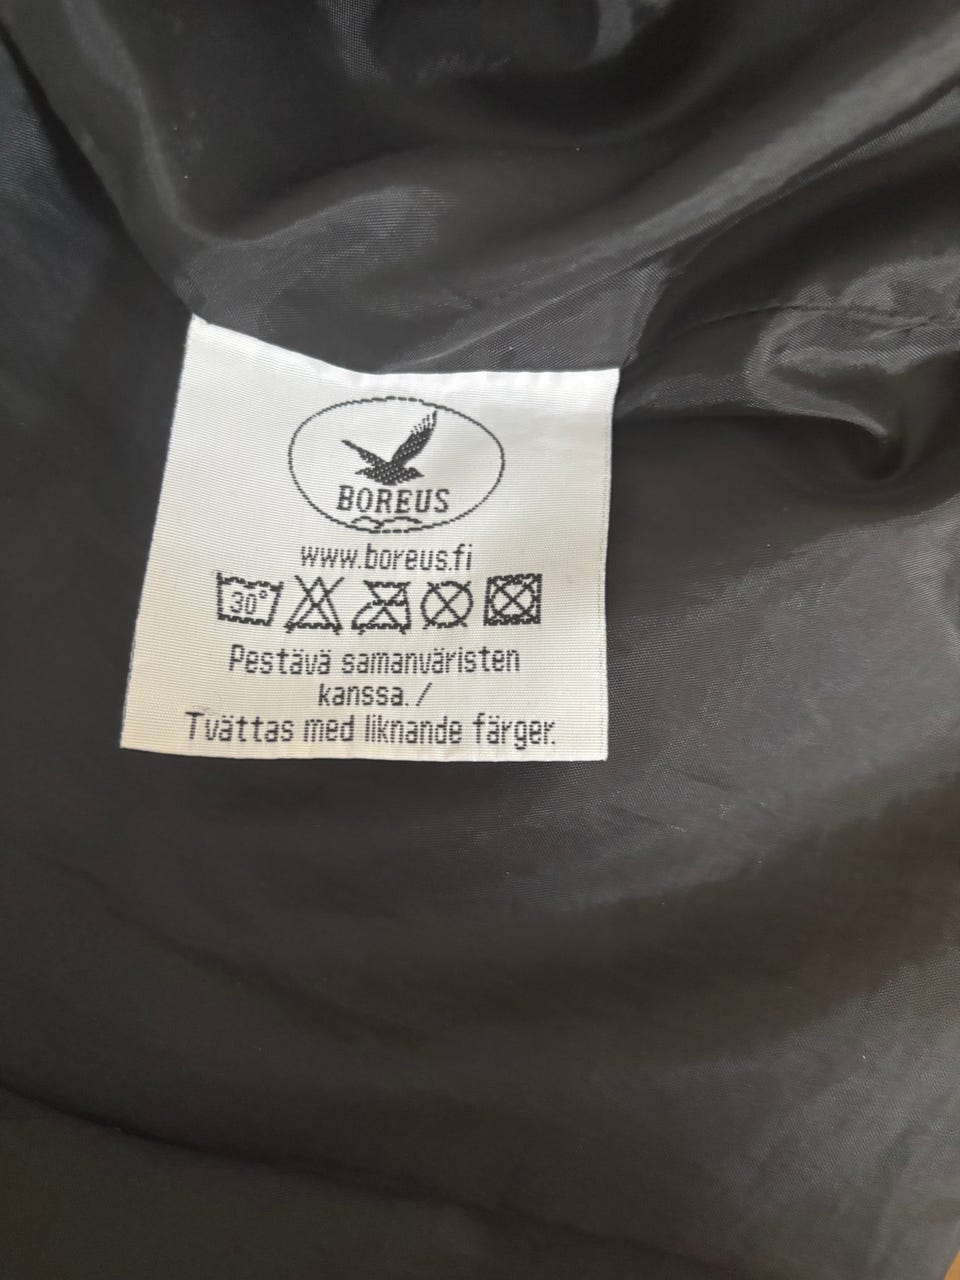 BOREUS
www.boreus.fi
30°
Pestävä samanväristen
kanssa. /
Tvättas med liknande färger.